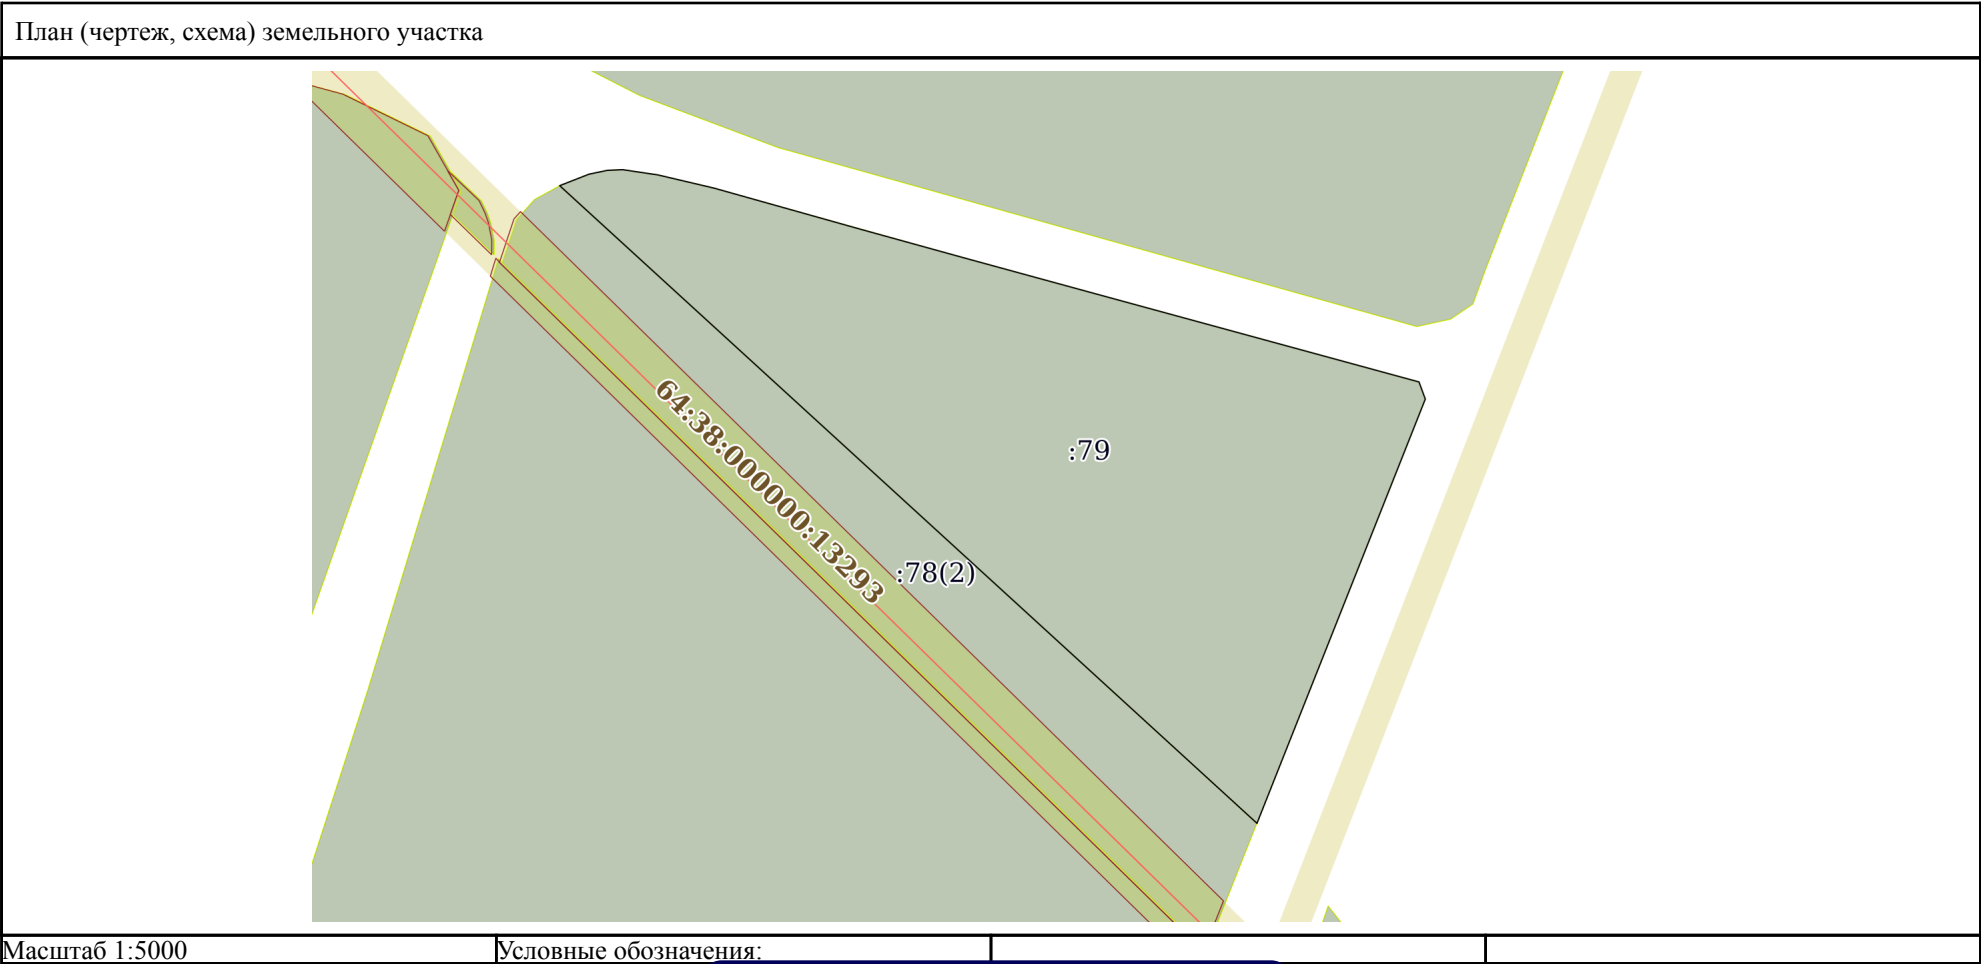 План (чертеж, схема) земельного участка
:79
64:38:000000:13293
:78(2)
Масштаб 1:5000
Условные обозначения: